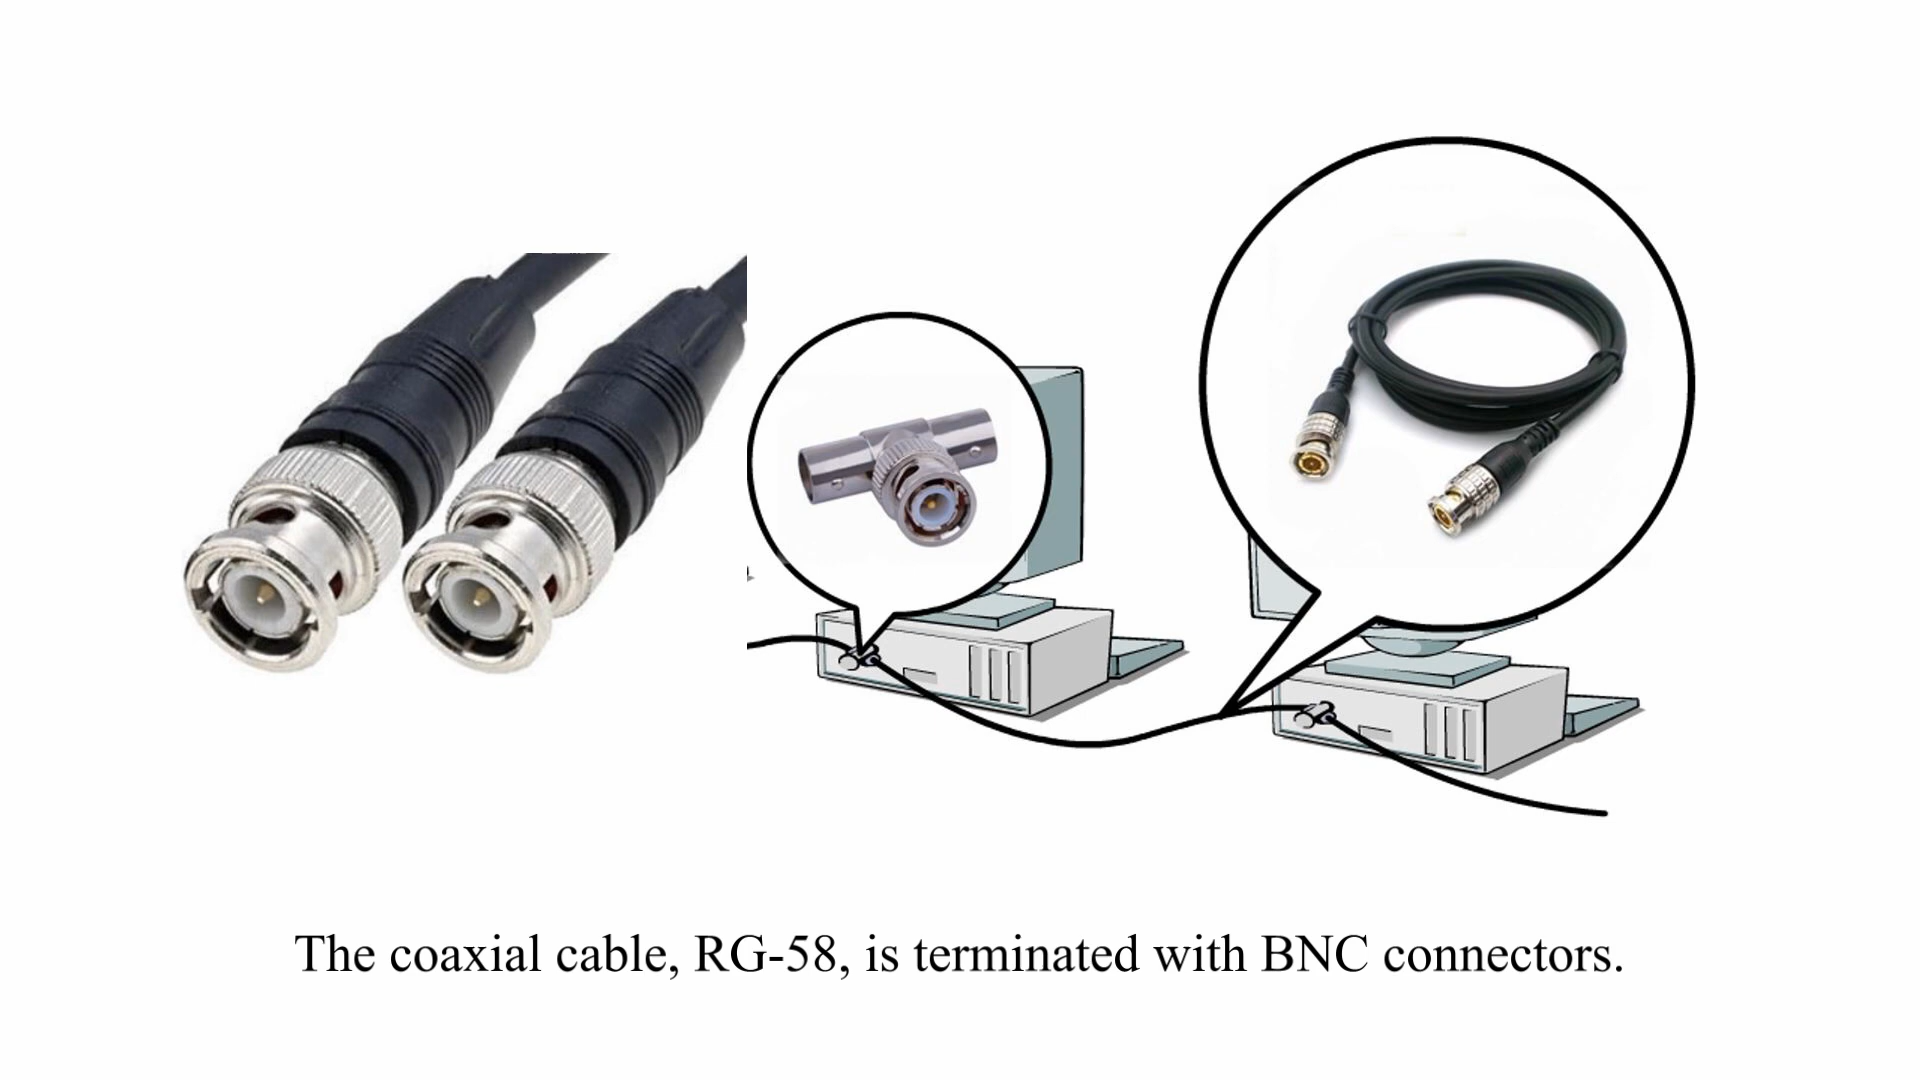 The coaxial cable, RG-58, is terminated with BNC connectors.